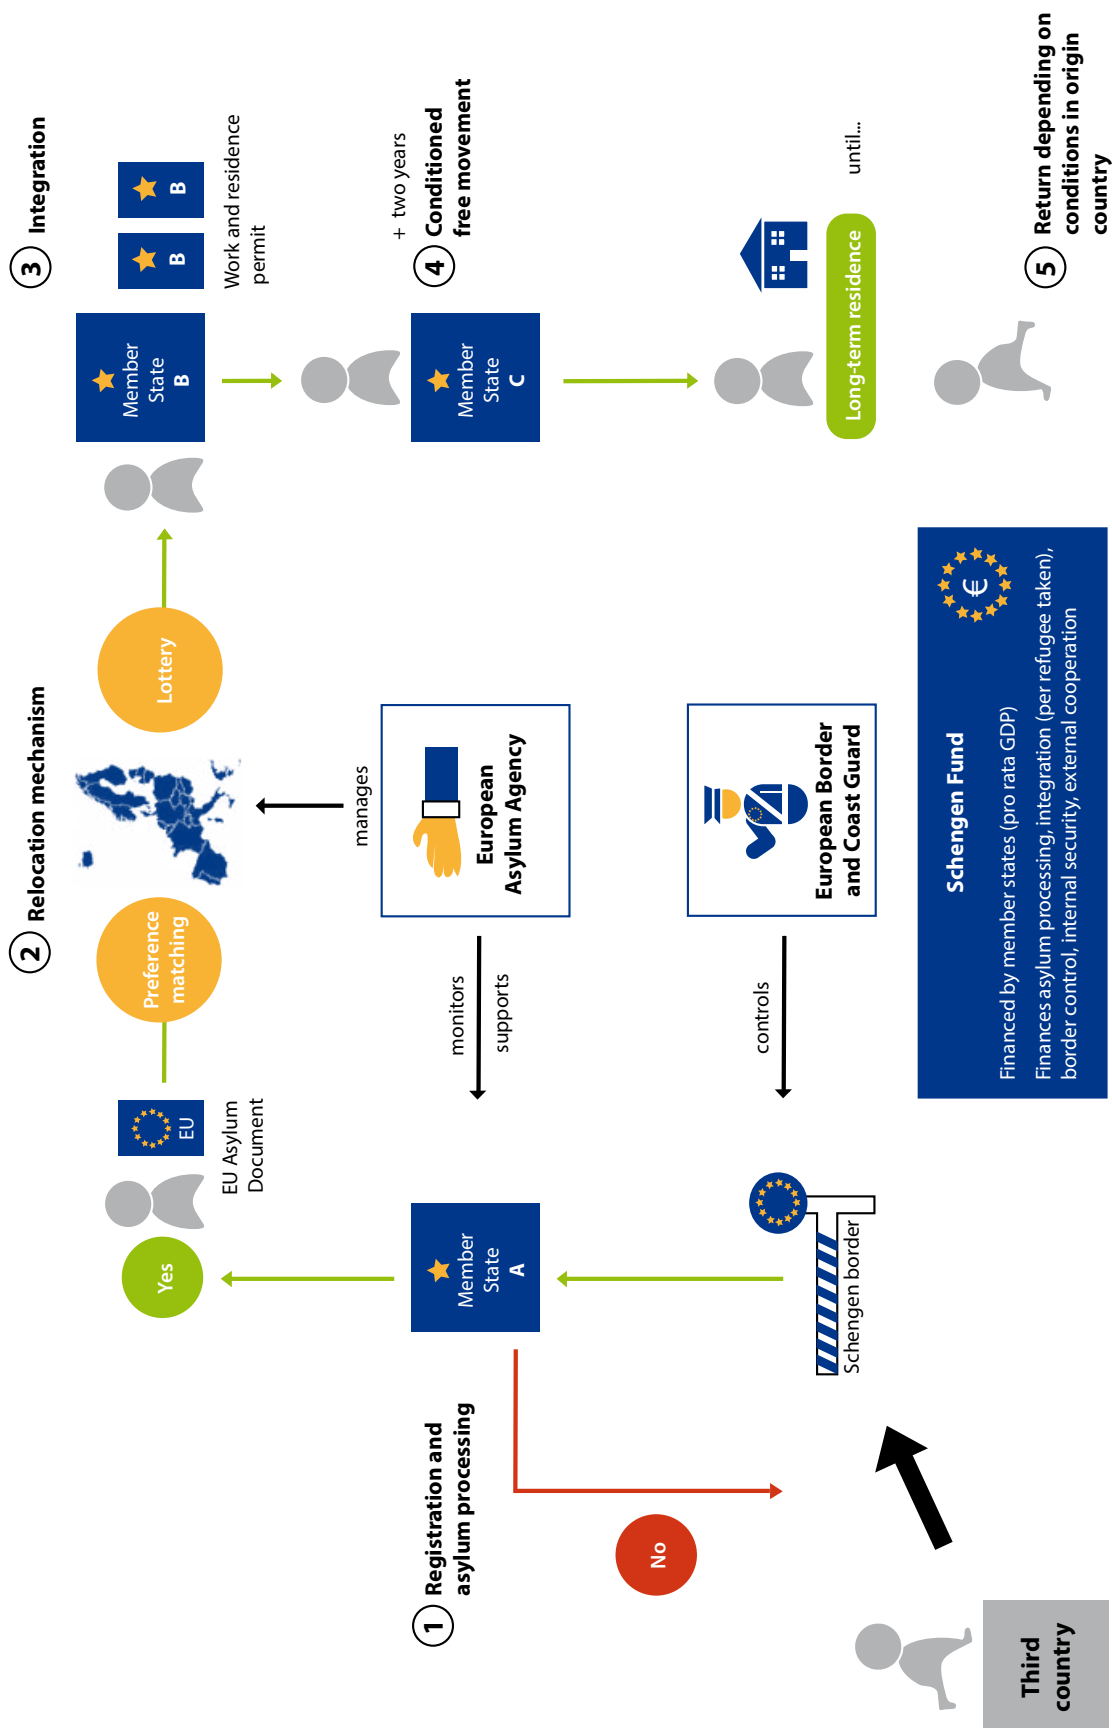 1
Registration and
asylum processing
Third
country
No
Schengen border
Member
State
A
Yes
EU
EU Asylum
Document
2
Relocation mechanism
Preference
matching
Lottery
manages
European
Asylum Agency
monitors
supports
European Border
and Coast Guard
controls
3
Integration
Member
State
B
B
B
Work and residence
permit
+ two years
4
Conditioned
free movement
Member
State
C
Long-term residence
until...
5
Return depending on
conditions in origin
country
Schengen Fund
€
Financed by member states (pro rata GDP)
Finances asylum processing, integration (per refugee taken),
border control, internal security, external cooperation